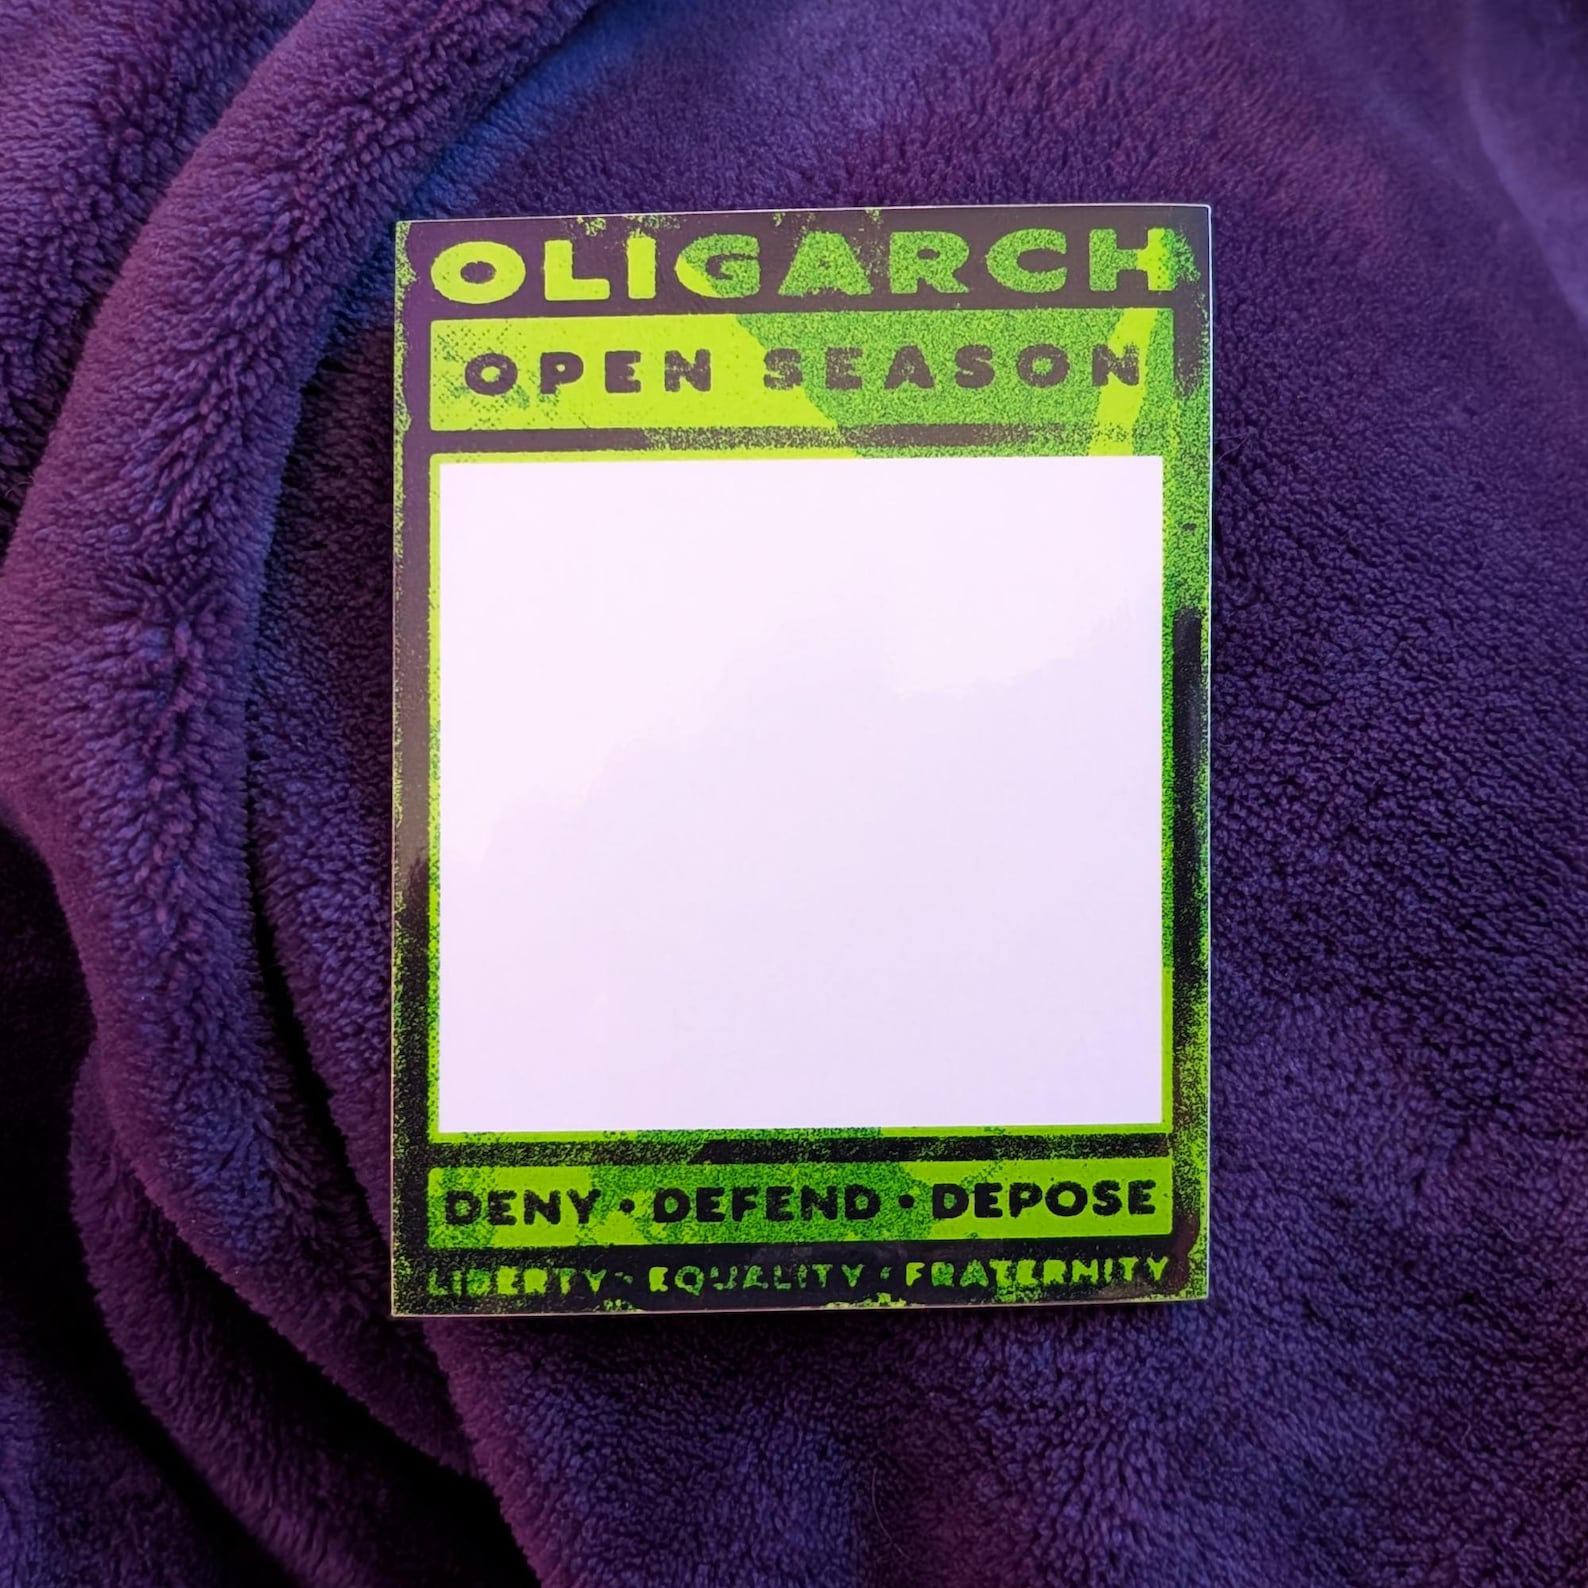 OLIGARCH
OPEN SEASON
DENY • DEFEND • DEPOSE
LIBERTY • EQUALITY • FRATERNITY